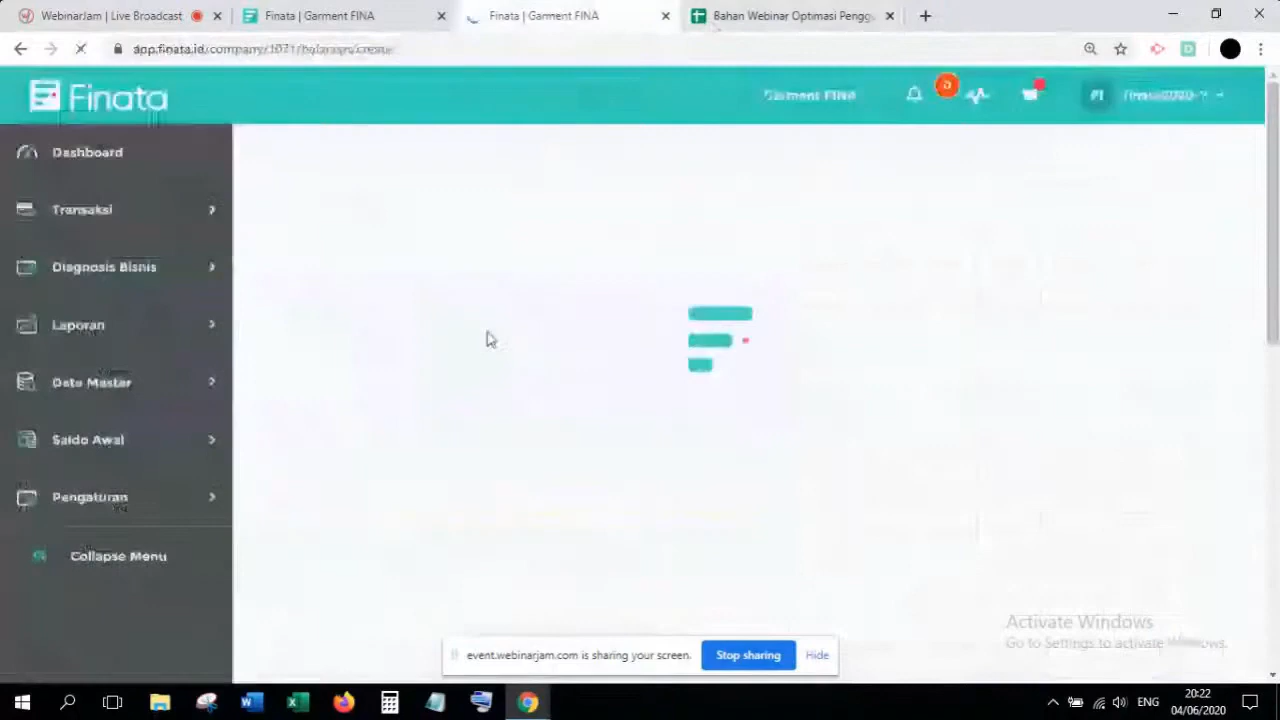 WebinarJam | Live Broadcast
Finata | Garment FINA
Finata | Garment FINA
Bahan Webinar Optimasi Pengg
Finata
Garment FINA
Dashboard
Transaksi
Diagnosis Bisnis
Laporan
Data Master
Saldo Awal
Pengaturan
Collapse Menu
Activate Windows
Go to Settings to activate Windows.
event.webinarjam.com is sharing your screen.
Stop sharing
Hide
ENG
20:22
04/06/2020